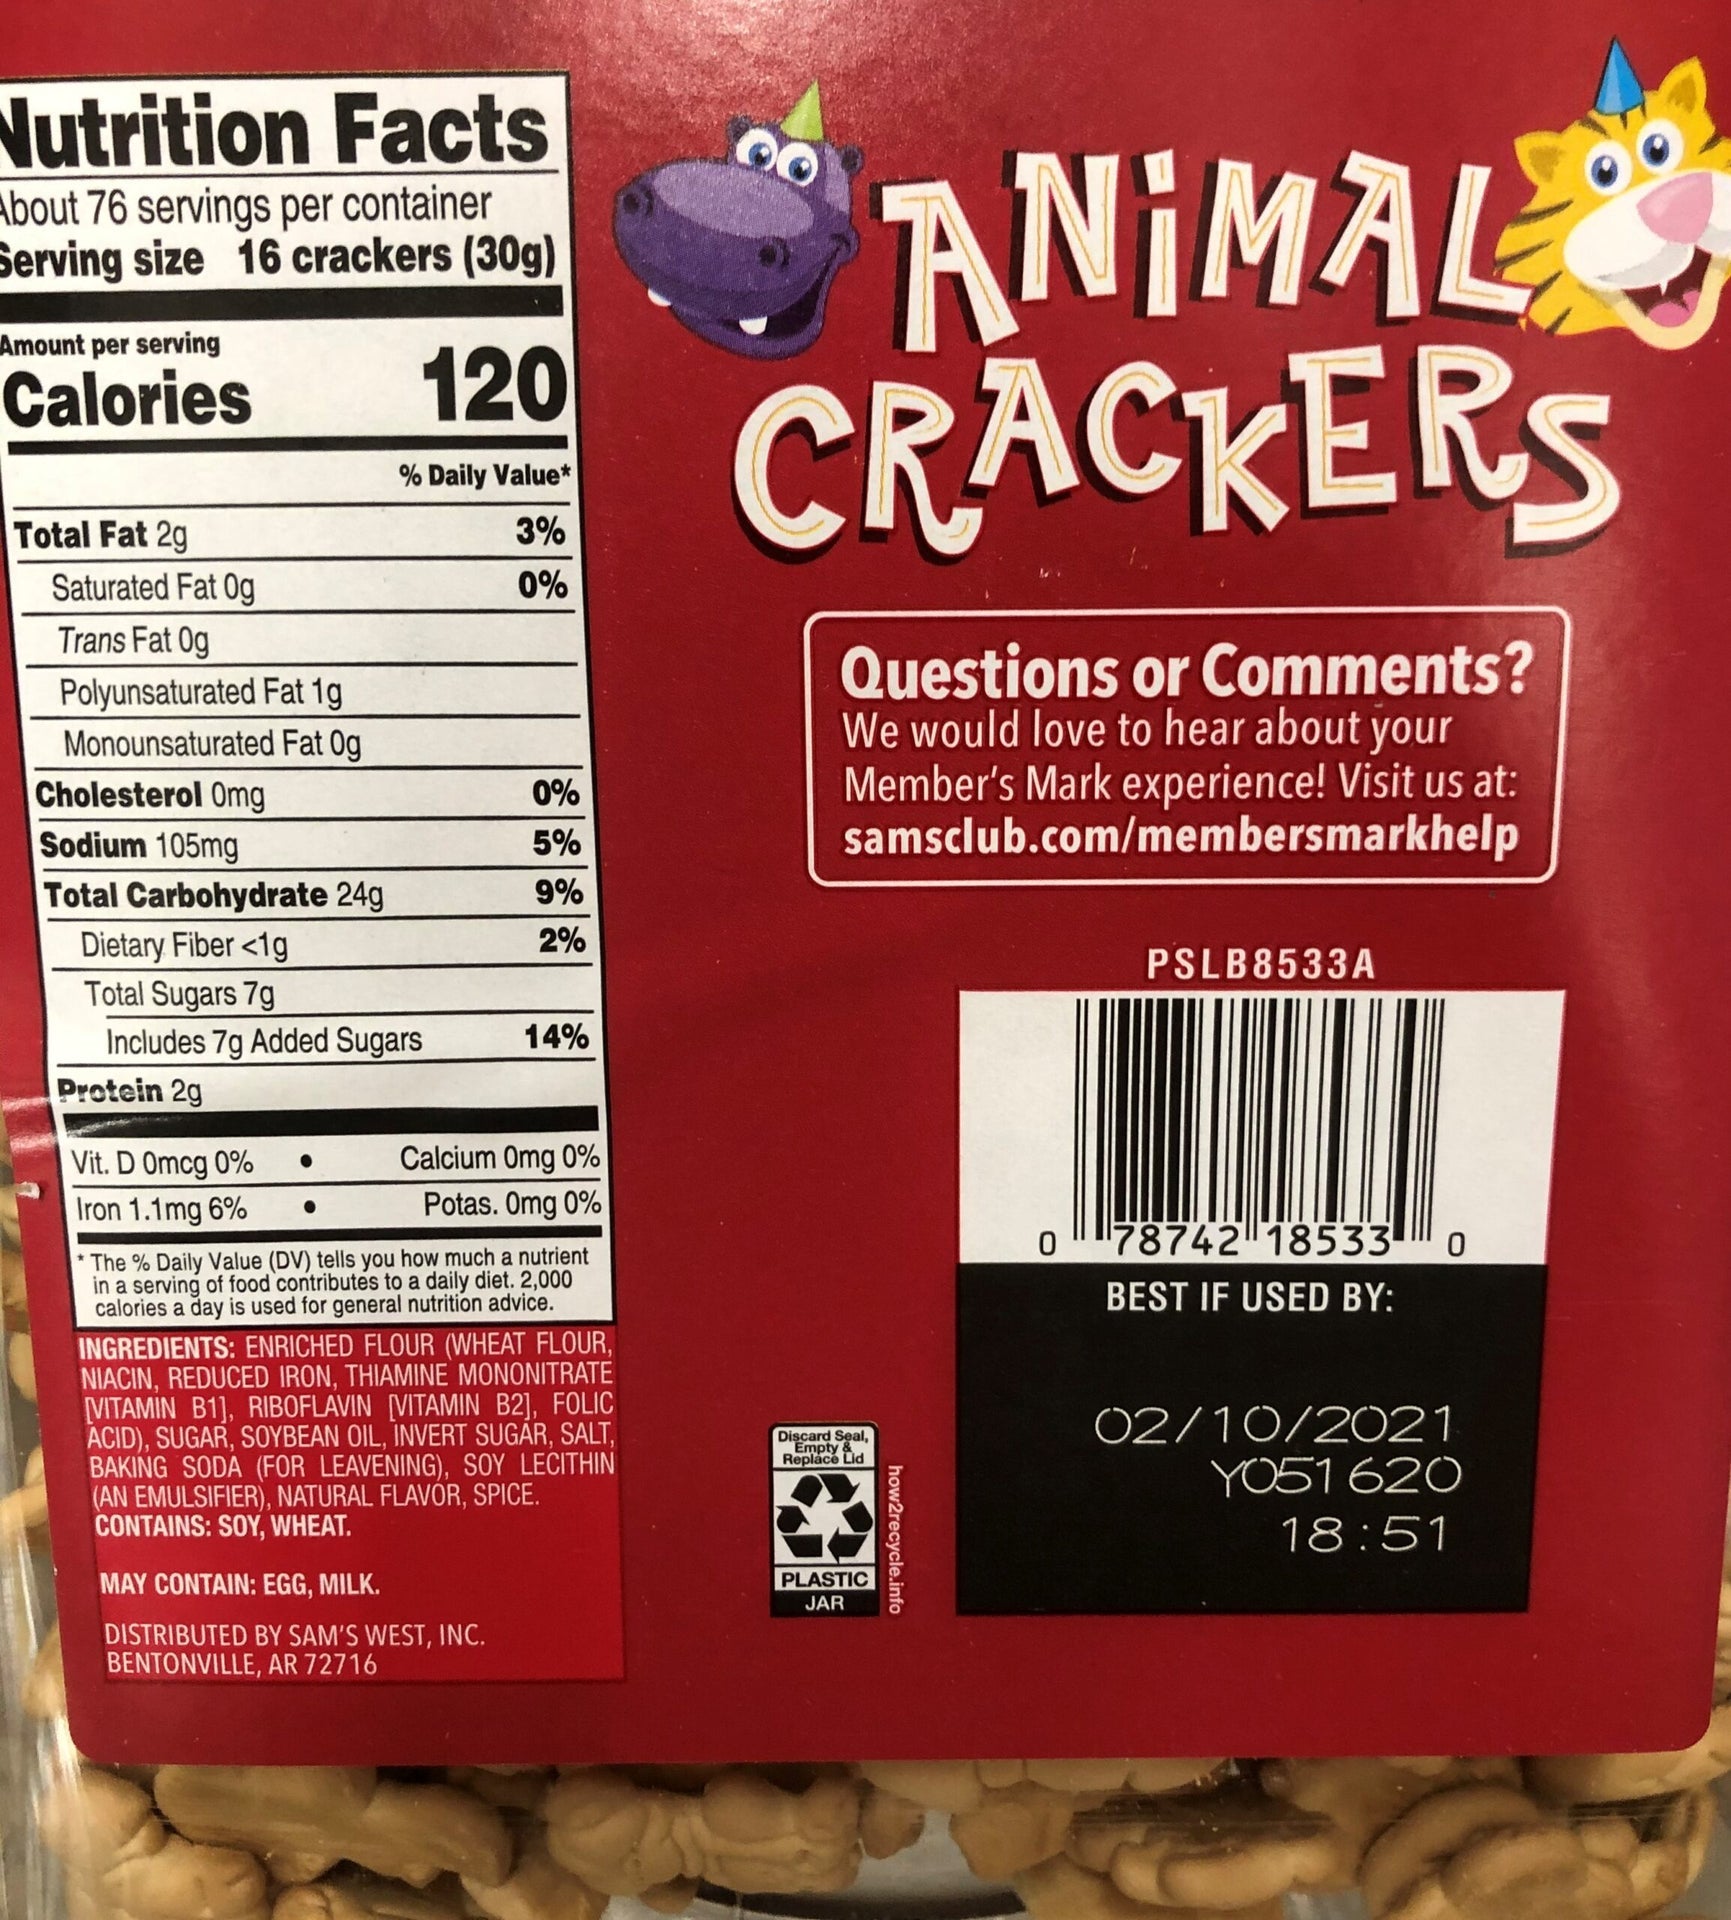 Nutrition Facts
About 76 servings per container
Serving size 16 crackers (30g)
Amount per serving
Calories 120
% Daily Value*
Total Fat 2g 3%
Saturated Fat 0g 0%
Trans Fat 0g
Polyunsaturated Fat 1g
Monounsaturated Fat 0g
Cholesterol 0mg 0%
Sodium 105mg 5%
Total Carbohydrate 24g 9%
Dietary Fiber <1g 2%
Total Sugars 7g
Includes 7g Added Sugars 14%
Protein 2g
Vit. D 0mcg 0% • Calcium 0mg 0%
Iron 1.1mg 6% • Potas. 0mg 0%
* The % Daily Value (DV) tells you how much a nutrient
in a serving of food contributes to a daily diet. 2,000
calories a day is used for general nutrition advice.
INGREDIENTS: ENRICHED FLOUR (WHEAT FLOUR,
NIACIN, REDUCED IRON, THIAMINE MONONITRATE
[VITAMIN B1], RIBOFLAVIN [VITAMIN B2], FOLIC
ACID), SUGAR, SOYBEAN OIL, INVERT SUGAR, SALT,
BAKING SODA (FOR LEAVENING), SOY LECITHIN
(AN EMULSIFIER), NATURAL FLAVOR, SPICE.
CONTAINS: SOY, WHEAT.
MAY CONTAIN: EGG, MILK.
DISTRIBUTED BY SAM'S WEST, INC.
BENTONVILLE, AR 72716
ANiMAL
CRACKERS
Questions or Comments?
We would love to hear about your
Member's Mark experience! Visit us at:
samsclub.com/membersmarkhelp
PSLB8533A
0 78742 18533 0
BEST IF USED BY:
02/10/2021
Y051620
18:51
Discard Seal,
Empty &
Replace Lid
PLASTIC
JAR
how2recycle.info